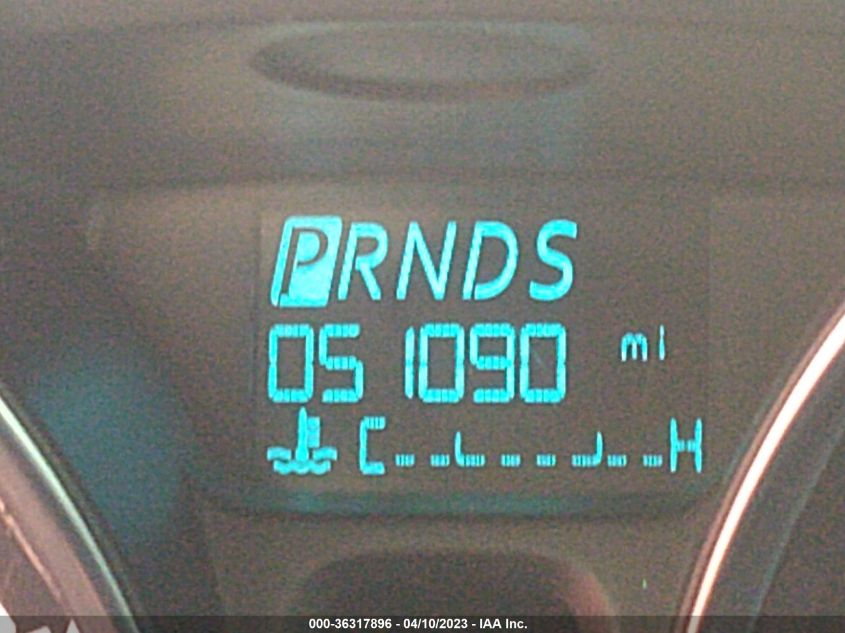 PRNDS
051090 mi
C H
000-36317896 - 04/10/2023 - IAA Inc.